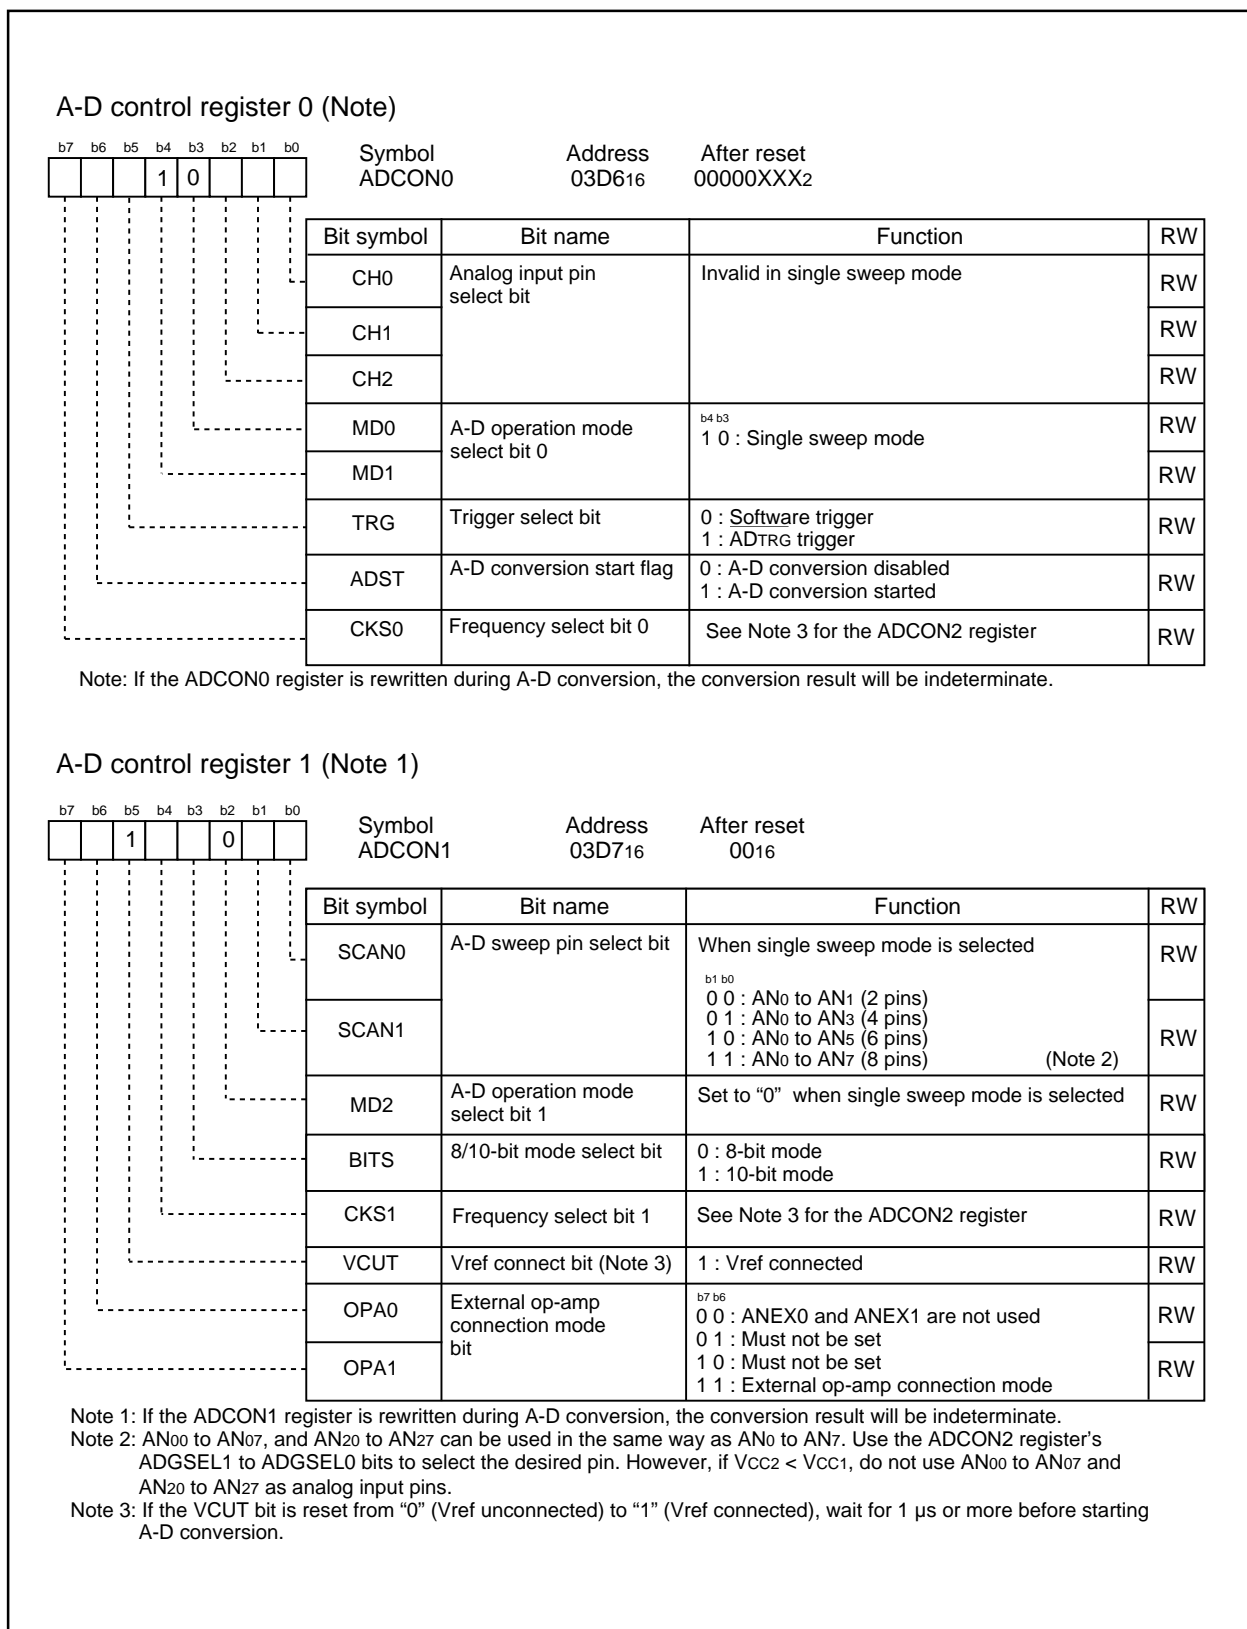 A-D control register 0 (Note)
b7 b6 b5 b4 b3 b2 b1 b0
1 0
Symbol Address After reset
ADCON0 03D616 00000XXX2
Bit symbol Bit name Function RW
CH0 Analog input pin select bit Invalid in single sweep mode RW
CH1 RW
CH2 RW
MD0 A-D operation mode select bit 0 b4 b3 RW
1 0 : Single sweep mode
MD1 RW
TRG Trigger select bit 0 : Software trigger RW
1 : ADTRG trigger
ADST A-D conversion start flag 0 : A-D conversion disabled RW
1 : A-D conversion started
CKS0 Frequency select bit 0 See Note 3 for the ADCON2 register RW
Note: If the ADCON0 register is rewritten during A-D conversion, the conversion result will be indeterminate.
A-D control register 1 (Note 1)
b7 b6 b5 b4 b3 b2 b1 b0
1 0
Symbol Address After reset
ADCON1 03D716 0016
Bit symbol Bit name Function RW
SCAN0 A-D sweep pin select bit When single sweep mode is selected RW
b1 b0
0 0 : AN0 to AN1 (2 pins)
0 1 : AN0 to AN3 (4 pins)
SCAN1 1 0 : AN0 to AN5 (6 pins) RW
1 1 : AN0 to AN7 (8 pins) (Note 2)
MD2 A-D operation mode select bit 1 Set to “0” when single sweep mode is selected RW
BITS 8/10-bit mode select bit 0 : 8-bit mode RW
1 : 10-bit mode
CKS1 Frequency select bit 1 See Note 3 for the ADCON2 register RW
VCUT Vref connect bit (Note 3) 1 : Vref connected RW
OPA0 External op-amp connection mode bit b7 b6 RW
0 0 : ANEX0 and ANEX1 are not used
0 1 : Must not be set
OPA1 1 0 : Must not be set RW
1 1 : External op-amp connection mode
Note 1: If the ADCON1 register is rewritten during A-D conversion, the conversion result will be indeterminate.
Note 2: AN00 to AN07, and AN20 to AN27 can be used in the same way as AN0 to AN7. Use the ADCON2 register’s
ADGSEL1 to ADGSEL0 bits to select the desired pin. However, if VCC2 < VCC1, do not use AN00 to AN07 and
AN20 to AN27 as analog input pins.
Note 3: If the VCUT bit is reset from “0” (Vref unconnected) to “1” (Vref connected), wait for 1 µs or more before starting
A-D conversion.